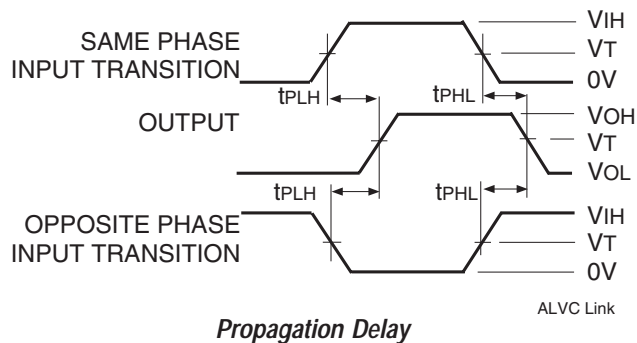 SAME PHASE
INPUT TRANSITION
VIH
VT
0V
tPLH
tPHL
OUTPUT
VOH
VT
VOL
tPLH
tPHL
OPPOSITE PHASE
INPUT TRANSITION
VIH
VT
0V
ALVC Link
Propagation Delay